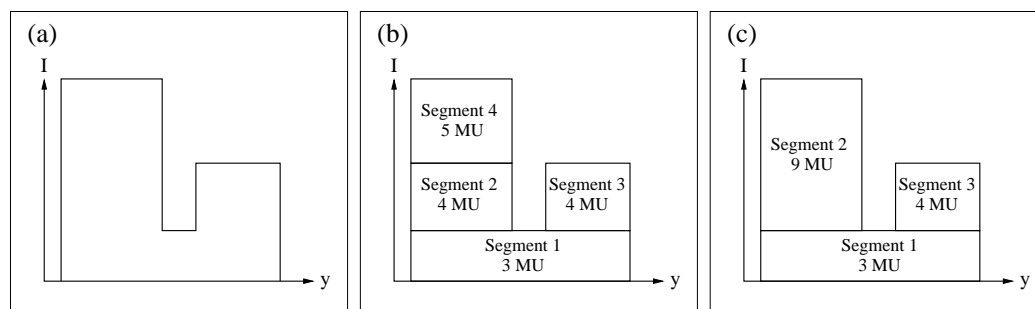 (a)
I
y
(b)
I
Segment 4
5 MU
Segment 2
4 MU
Segment 3
4 MU
Segment 1
3 MU
y
(c)
I
Segment 2
9 MU
Segment 3
4 MU
Segment 1
3 MU
y